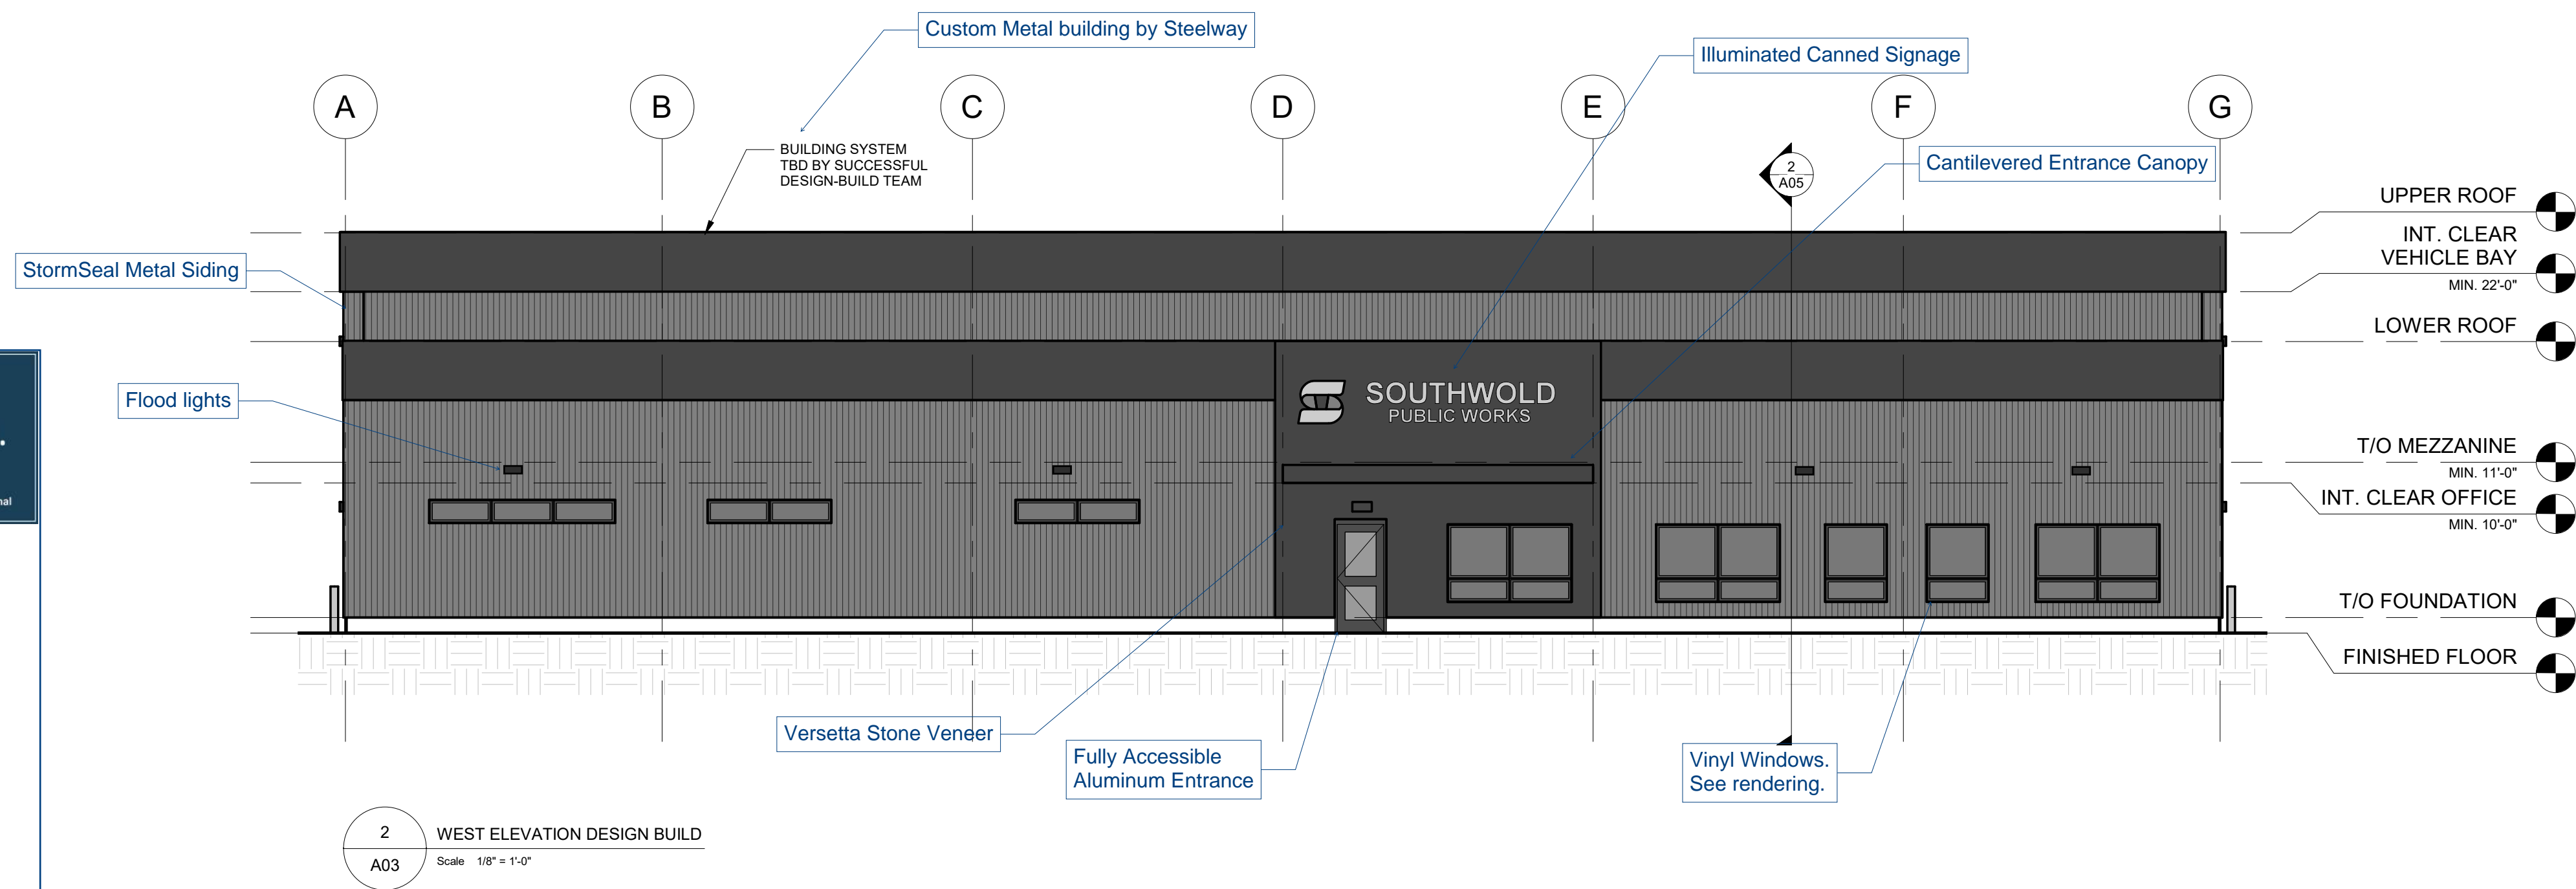 Custom Metal building by Steelway
Illuminated Canned Signage
A
B
C
D
E
F
G
BUILDING SYSTEM
TBD BY SUCCESSFUL
DESIGN-BUILD TEAM
2
A05
Cantilevered Entrance Canopy
UPPER ROOF
INT. CLEAR
VEHICLE BAY
MIN. 22'-0"
StormSeal Metal Siding
LOWER ROOF
Flood lights
SOUTHWOLD
PUBLIC WORKS
T/O MEZZANINE
MIN. 11'-0"
INT. CLEAR OFFICE
MIN. 10'-0"
T/O FOUNDATION
FINISHED FLOOR
Versetta Stone Veneer
Fully Accessible
Aluminum Entrance
Vinyl Windows.
See rendering.
2
A03
WEST ELEVATION DESIGN BUILD
Scale 1/8" = 1'-0"